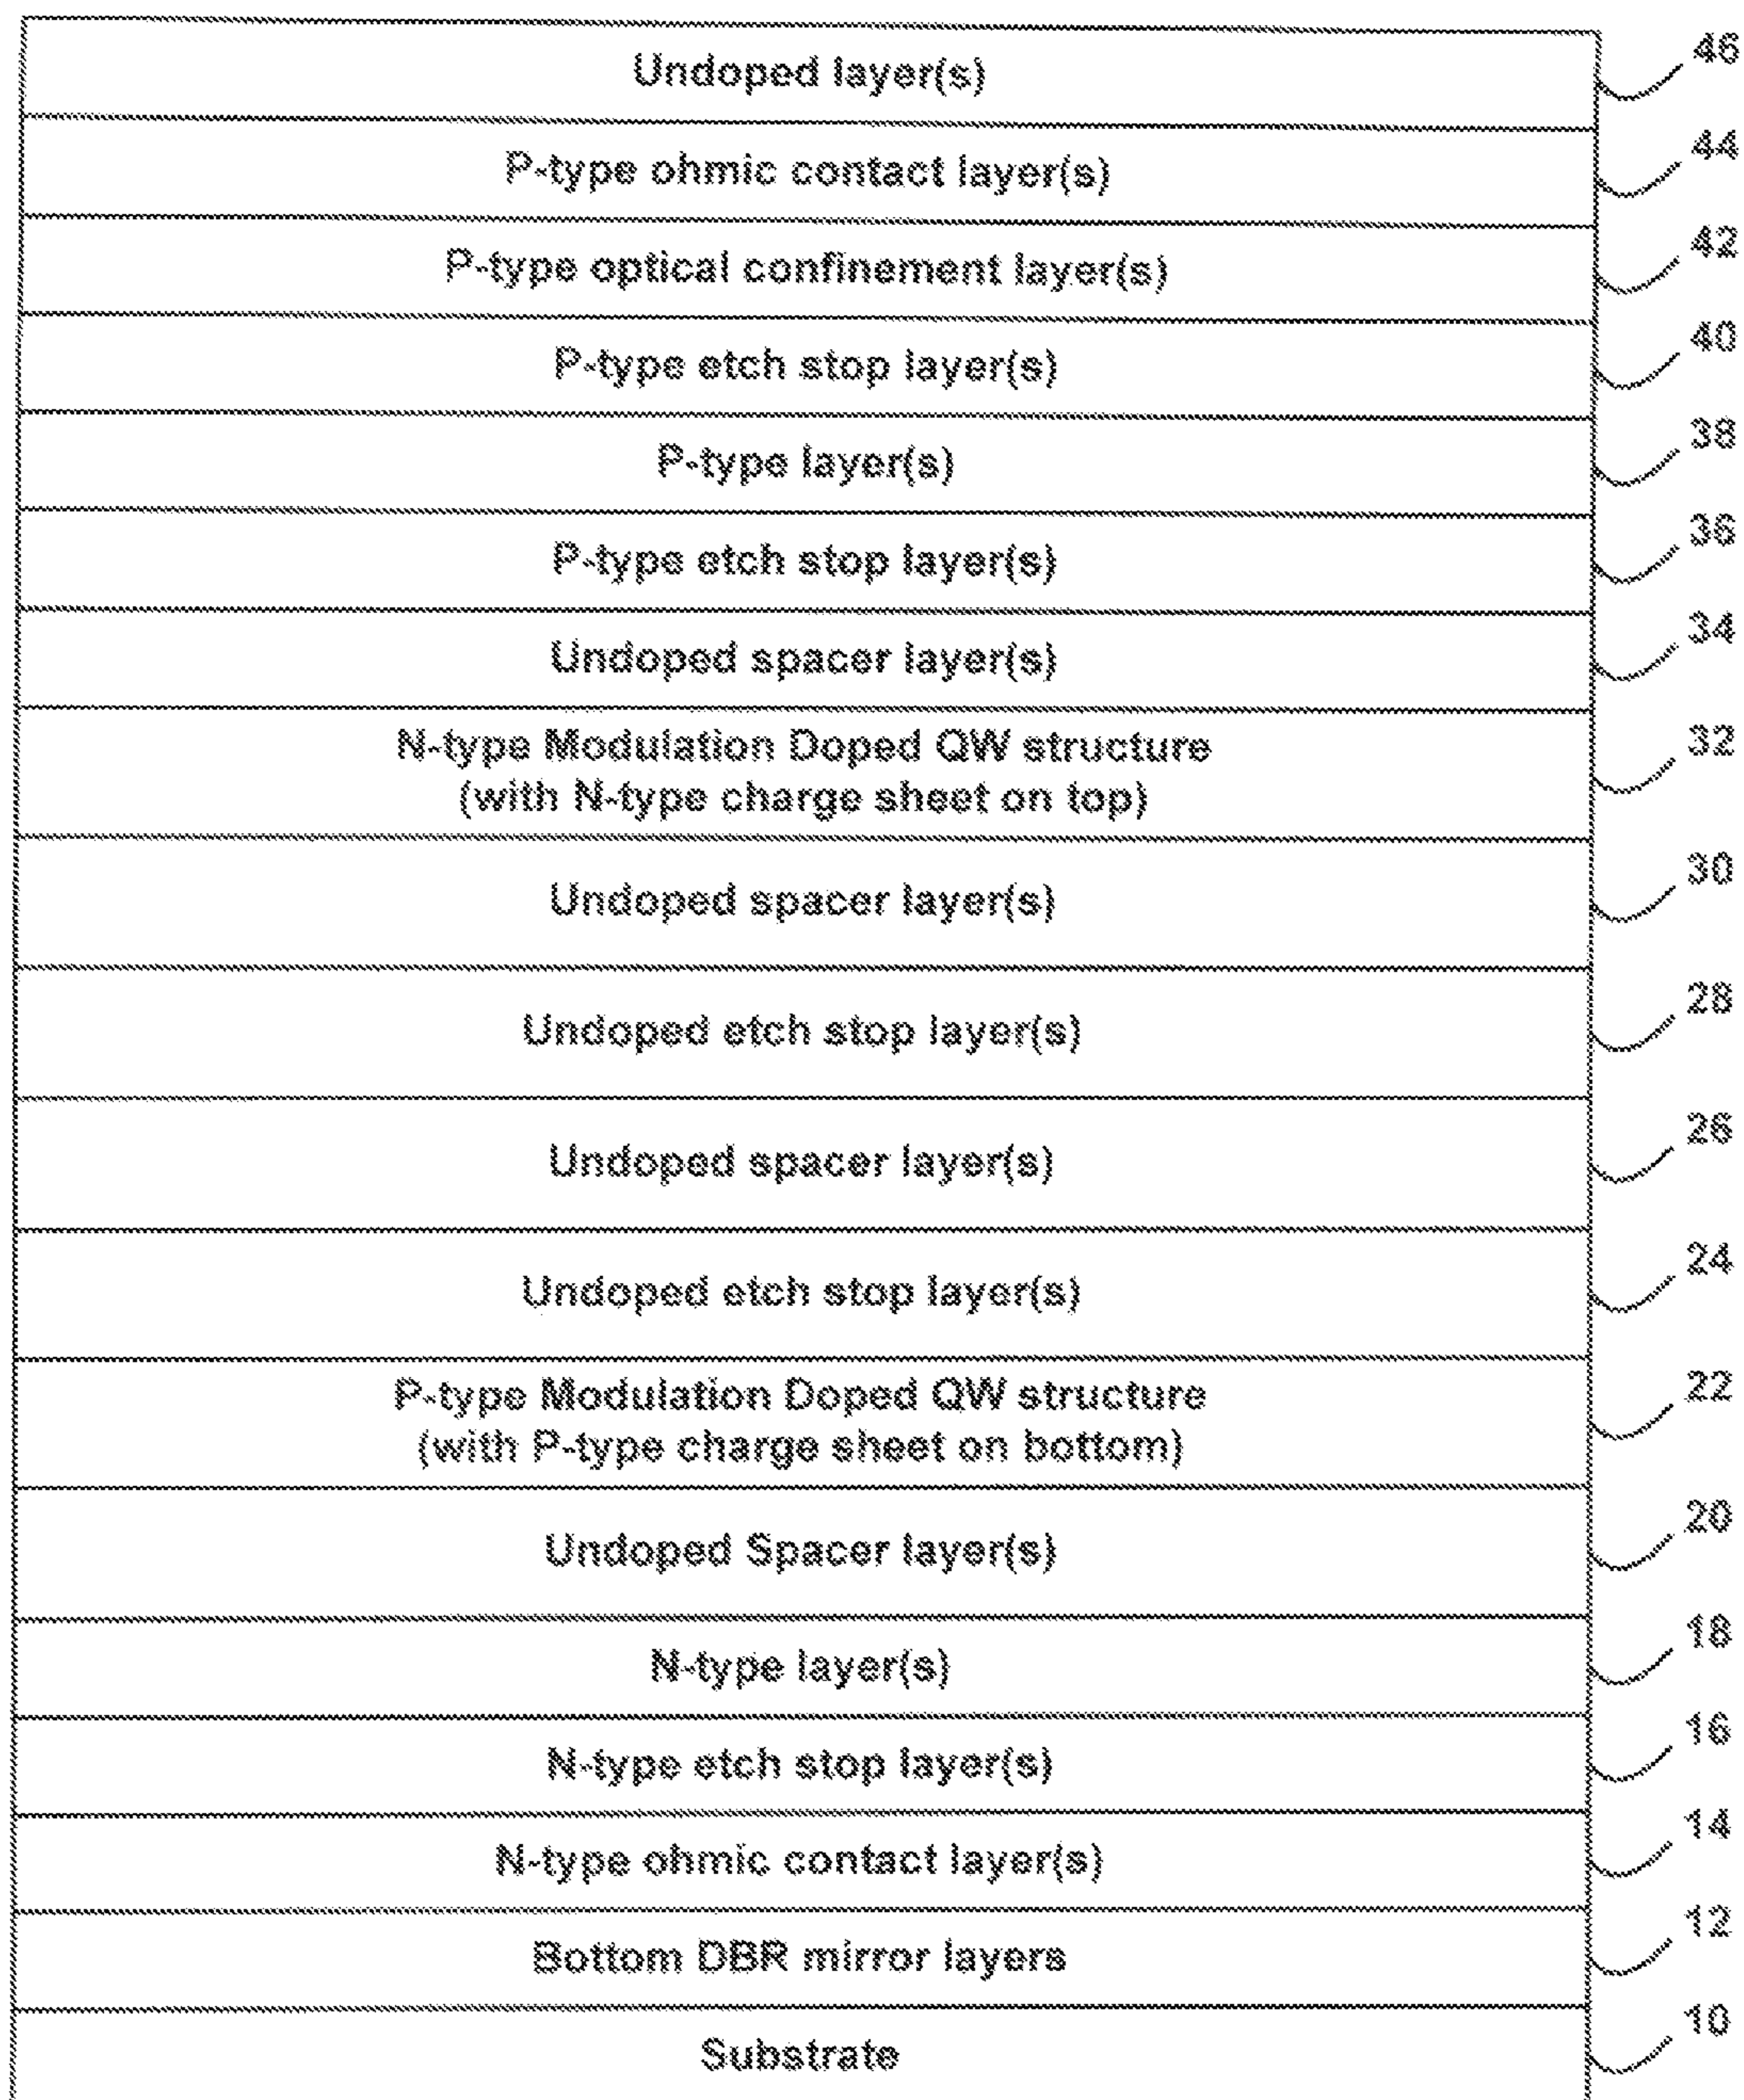 Undoped layer(s) 46
P-type ohmic contact layer(s) 44
P-type optical confinement layer(s) 42
P-type etch stop layer(s) 40
P-type layer(s) 38
P-type etch stop layer(s) 36
Undoped spacer layer(s) 34
N-type Modulation Doped QW structure 32
(with N-type charge sheet on top)
Undoped spacer layer(s) 30
Undoped etch stop layer(s) 28
Undoped spacer layer(s) 26
Undoped etch stop layer(s) 24
P-type Modulation Doped QW structure 22
(with P-type charge sheet on bottom)
Undoped Spacer layer(s) 20
N-type layer(s) 18
N-type etch stop layer(s) 16
N-type ohmic contact layer(s) 14
Bottom DBR mirror layers 12
Substrate 10